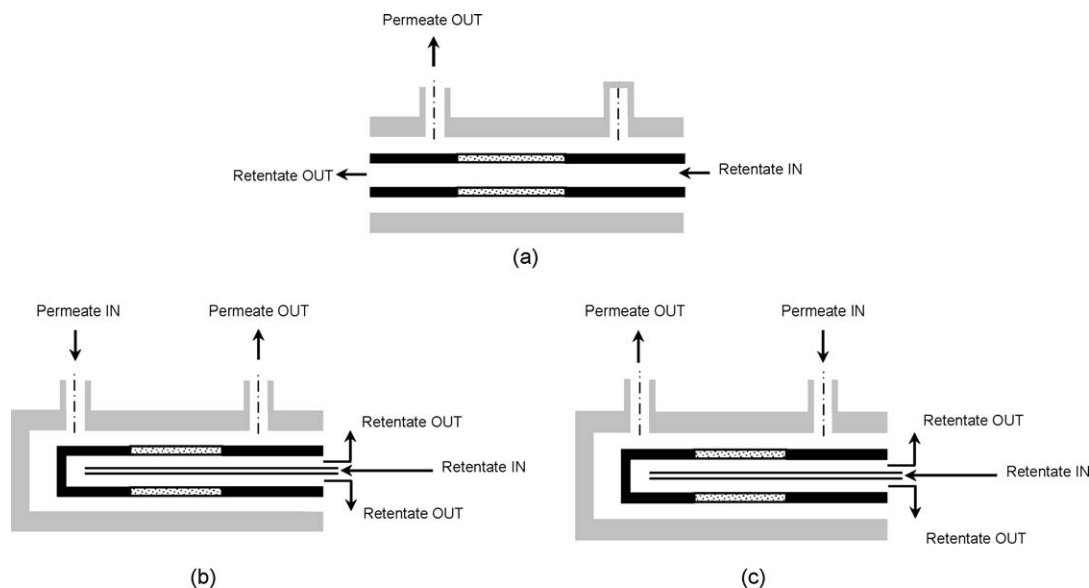 Permeate OUT
Retentate OUT
Retentate IN
(a)
Permeate IN
Permeate OUT
Retentate OUT
Retentate IN
Retentate OUT
(b)
Permeate OUT
Permeate IN
Retentate OUT
Retentate IN
Retentate OUT
(c)